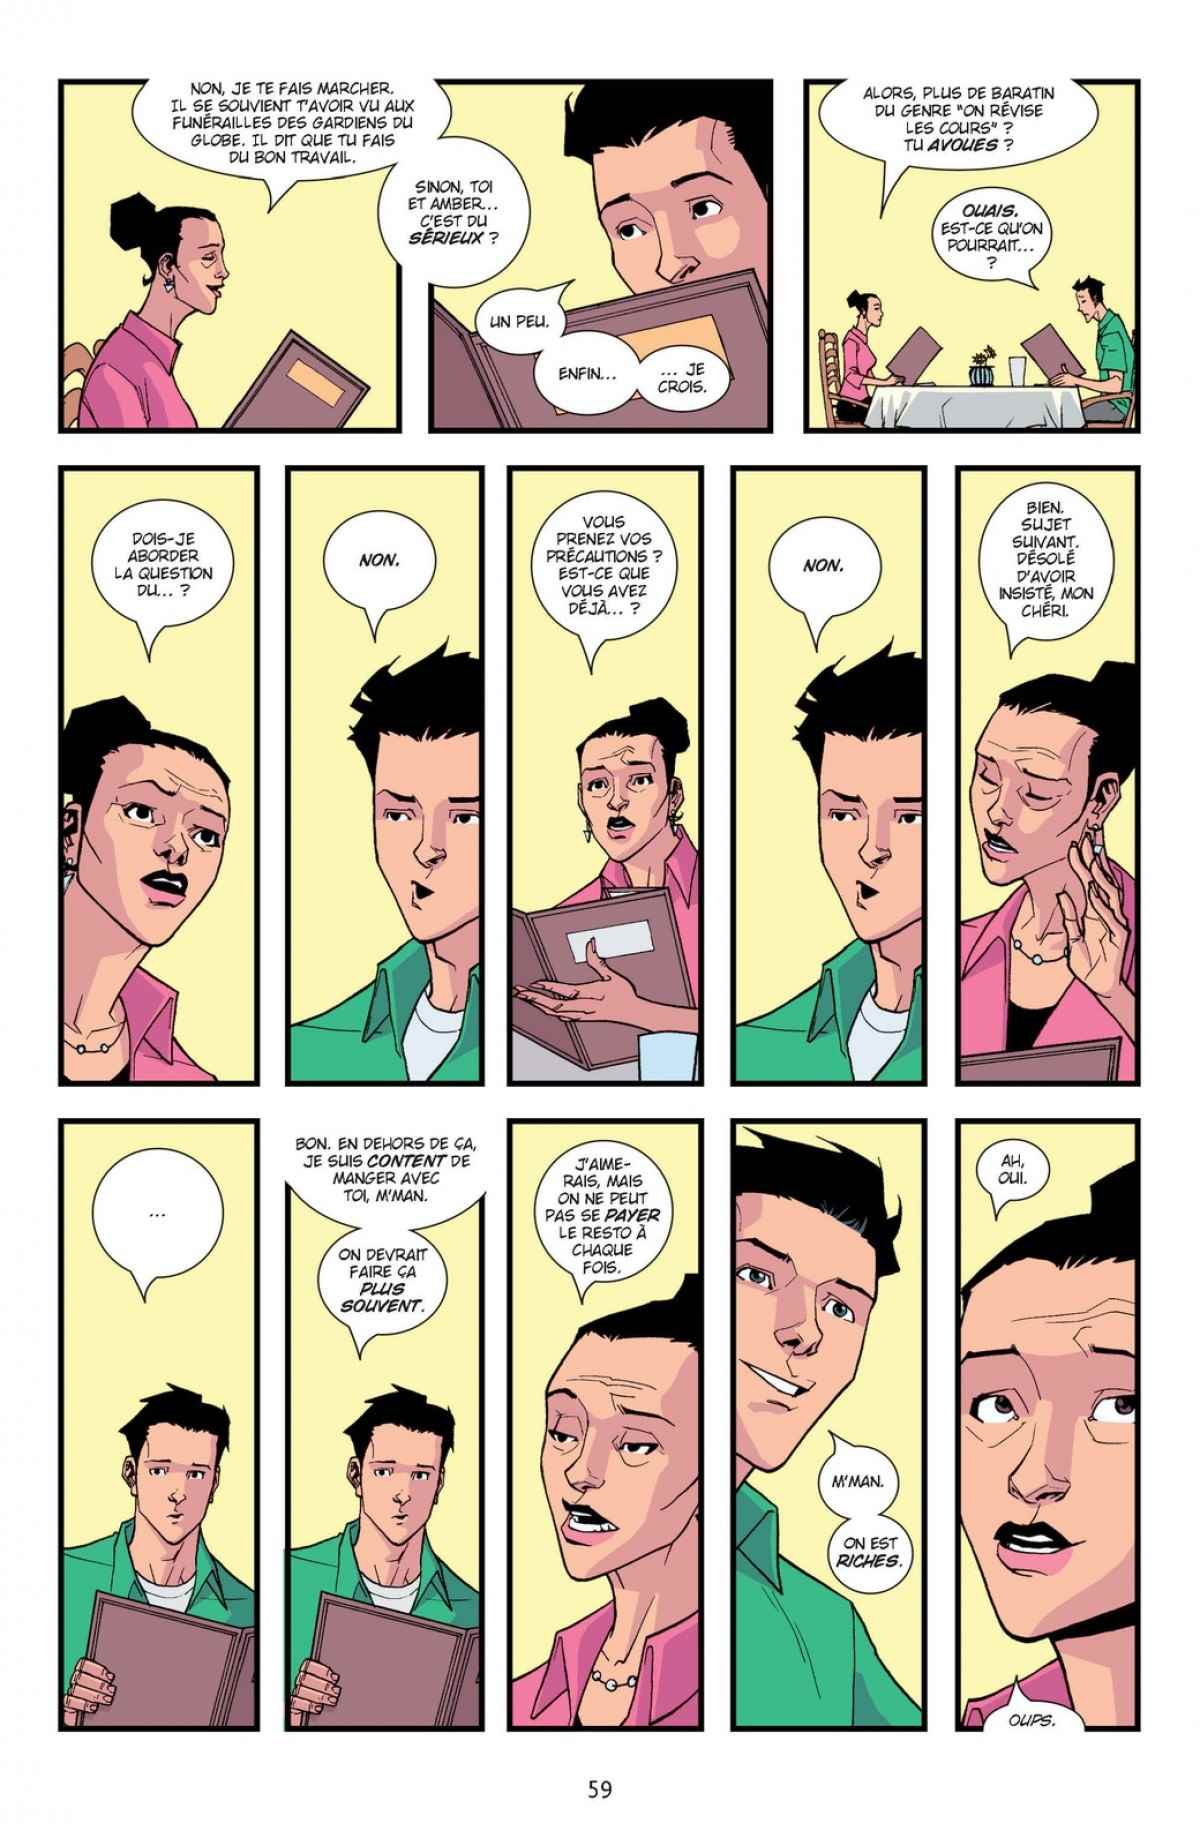 NON, JE TE FAIS MARCHER.
IL SE SOUVIENT T'AVOIR VU AUX
FUNÉRAILLES DES GARDIENS DU
GLOBE. IL DIT QUE TU FAIS
DU BON TRAVAIL.
SINON, TOI
ET AMBER...
C'EST DU
SÉRIEUX ?
UN PEU.
ENFIN...
... JE
CROIS.
ALORS, PLUS DE BARATIN
DU GENRE "ON RÉVISE
LES COURS" ?
TU AVOUES ?
OUAIS.
EST-CE QU'ON
POURRAIT...
?
DOIS-JE
ABORDER
LA QUESTION
DU... ?
NON.
VOUS
PRENEZ VOS
PRÉCAUTIONS ?
EST-CE QUE
VOUS AVEZ
DÉJÀ... ?
NON.
BIEN.
SUJET
SUIVANT.
DÉSOLÉ
D'AVOIR
INSISTÉ, MON
CHÉRI.
...
BON. EN DEHORS DE ÇA,
JE SUIS CONTENT DE
MANGER AVEC
TOI, M'MAN.
ON DEVRAIT
FAIRE ÇA
PLUS
SOUVENT.
J'AIME-
RAIS, MAIS
ON NE PEUT
PAS SE PAYER
LE RESTO À
CHAQUE
FOIS.
M'MAN.
ON EST
RICHES.
AH,
OUI.
OUPS.
59